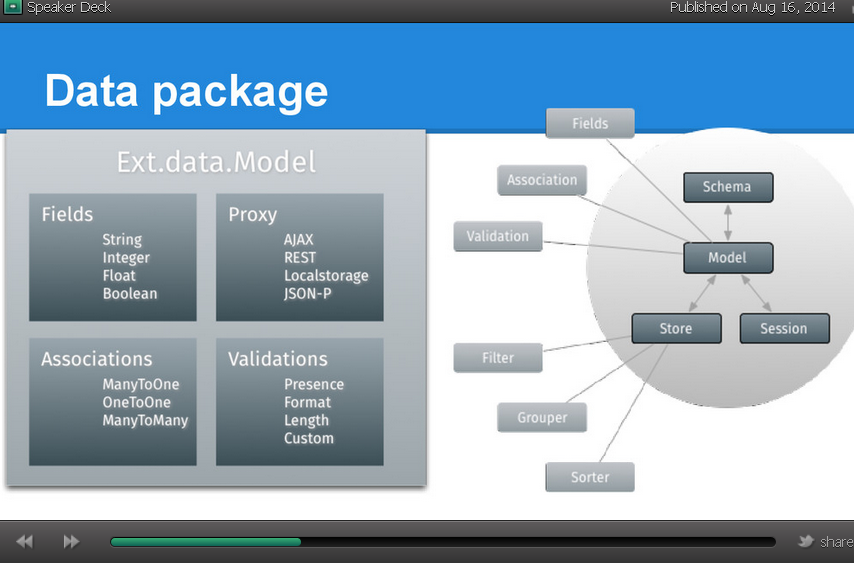 Speaker Deck
Published on Aug 16, 2014
Data package
Ext.data.Model
Fields
String
Integer
Float
Boolean
Proxy
AJAX
REST
Localstorage
JSON-P
Associations
ManyToOne
OneToOne
ManyToMany
Validations
Presence
Format
Length
Custom
Fields
Association
Validation
Schema
Model
Store
Session
Filter
Grouper
Sorter
share